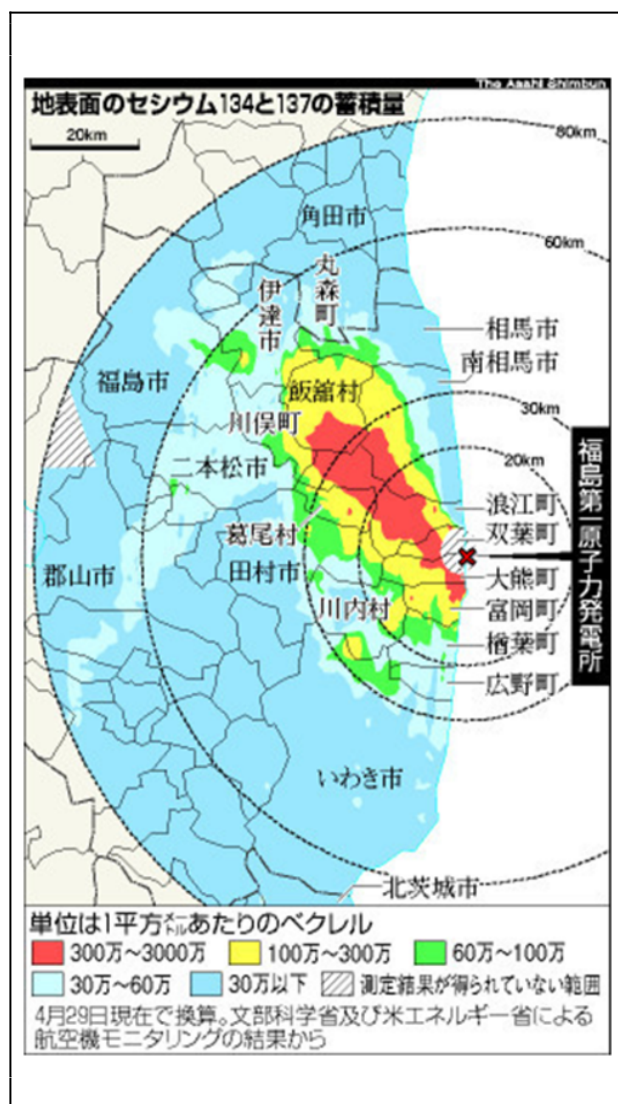 The Asahi Shimbun
地表面のセシウム134と137の蓄積量
20km
80km
角田市
60km
丸森町
伊達市
相馬市
南相馬市
福島市
飯舘村
30km
川俣町
20km
二本松市
浪江町
双葉町
福島第一原子力発電所
葛尾村
田村市
郡山市
大熊町
川内村
富岡町
楢葉町
広野町
いわき市
北茨城市
単位は1平方メートルあたりのベクレル
300万〜3000万 100万〜300万 60万〜100万
30万〜60万 30万以下 測定結果が得られていない範囲
4月29日現在で換算。文部科学省及び米エネルギー省による
航空機モニタリングの結果から